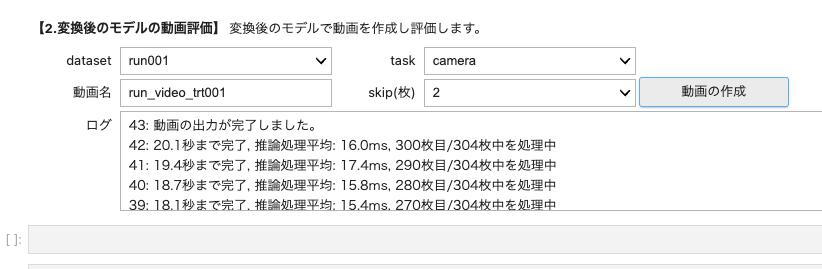 【2.変換後のモデルの動画評価】 変換後のモデルで動画を作成し評価します。
dataset run001 task camera
動画名 run_video_trt001 skip(枚) 2 動画の作成
ログ 43: 動画の出力が完了しました。
42: 20.1秒まで完了, 推論処理平均: 16.0ms, 300枚目/304枚中を処理中
41: 19.4秒まで完了, 推論処理平均: 17.4ms, 290枚目/304枚中を処理中
40: 18.7秒まで完了, 推論処理平均: 15.8ms, 280枚目/304枚中を処理中
39: 18.1秒まで完了, 推論処理平均: 15.4ms, 270枚目/304枚中を処理中
[ ]: